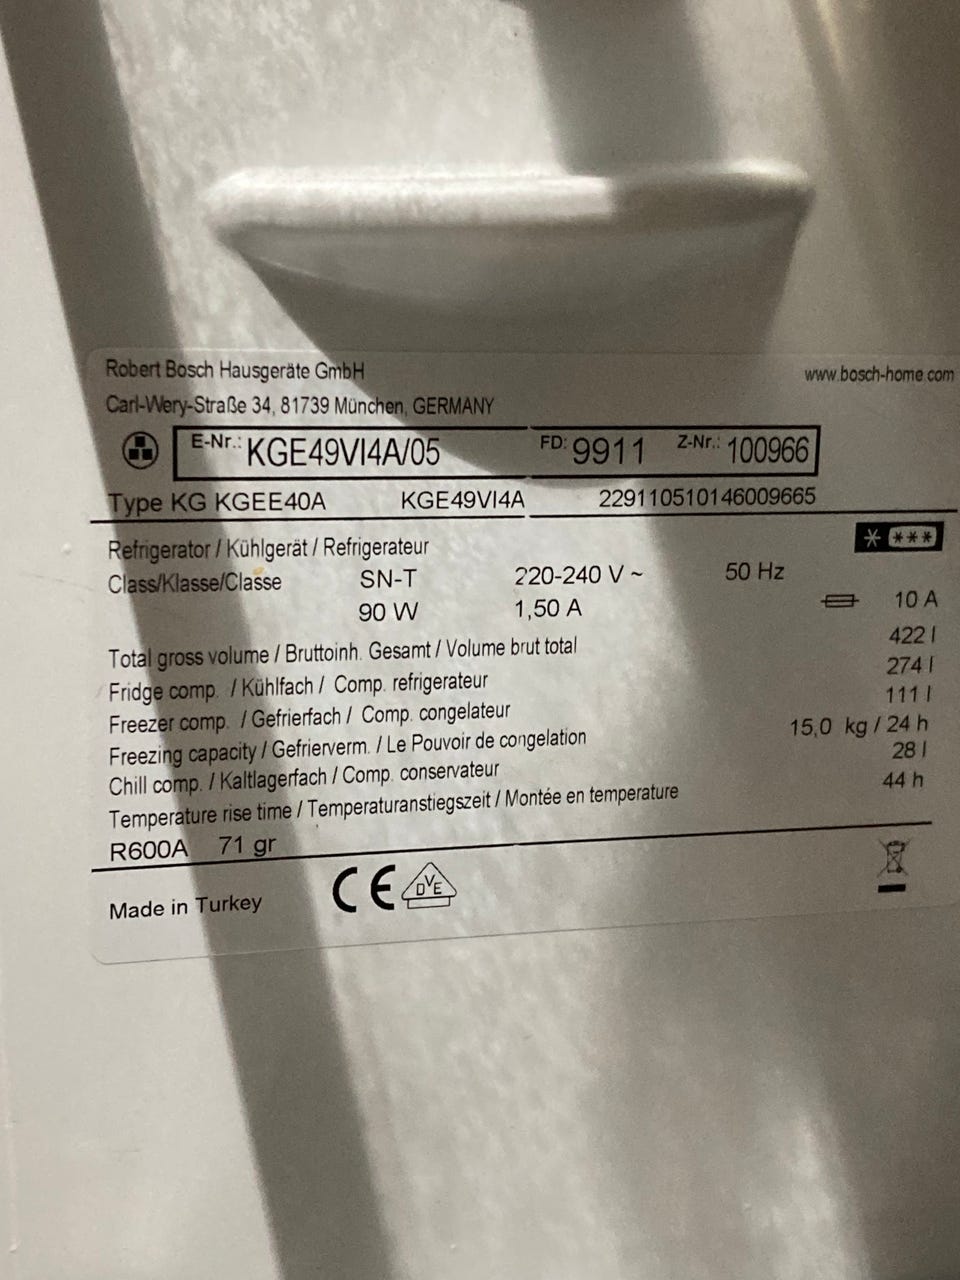 Robert Bosch Hausgeräte GmbH
www.bosch-home.com
Carl-Wery-Straße 34, 81739 München, GERMANY
E-Nr.: KGE49VI4A/05 FD: 9911 Z-Nr.: 100966
Type KG KGEE40A KGE49VI4A 229110510146009665
Refrigerator / Kühlgerät / Refrigerateur * ***
Class/Klasse/Classe SN-T 220-240 V ~ 50 Hz
90 W 1,50 A 10 A
Total gross volume / Bruttoinh. Gesamt / Volume brut total 422 l
Fridge comp. / Kühlfach / Comp. refrigerateur 274 l
Freezer comp. / Gefrierfach / Comp. congelateur 111 l
Freezing capacity / Gefrierverm. / Le Pouvoir de congelation 15,0 kg / 24 h
Chill comp. / Kaltlagerfach / Comp. conservateur 28 l
Temperature rise time / Temperaturanstiegszeit / Montée en temperature 44 h
R600A 71 gr
Made in Turkey CE DVE